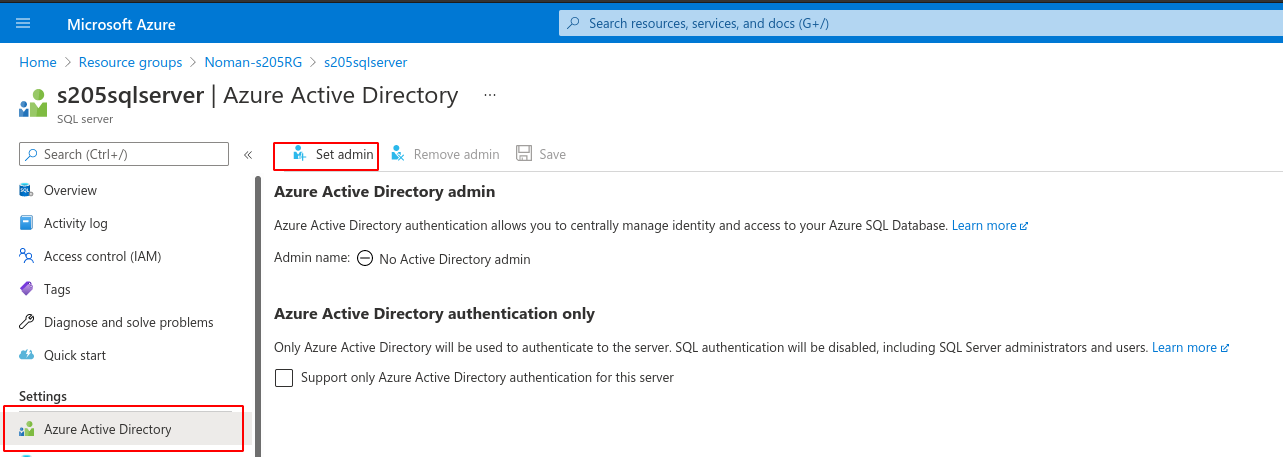 Microsoft Azure
Search resources, services, and docs (G+/)
Home > Resource groups > Noman-s205RG > s205sqlserver
s205sqlserver | Azure Active Directory ...
SQL server
Search (Ctrl+/)
«
Set admin
Remove admin
Save
SQL
Overview
Activity log
Access control (IAM)
Tags
Diagnose and solve problems
Quick start
Settings
Azure Active Directory
Azure Active Directory admin
Azure Active Directory authentication allows you to centrally manage identity and access to your Azure SQL Database. Learn more
Admin name: No Active Directory admin
Azure Active Directory authentication only
Only Azure Active Directory will be used to authenticate to the server. SQL authentication will be disabled, including SQL Server administrators and users. Learn more
Support only Azure Active Directory authentication for this server